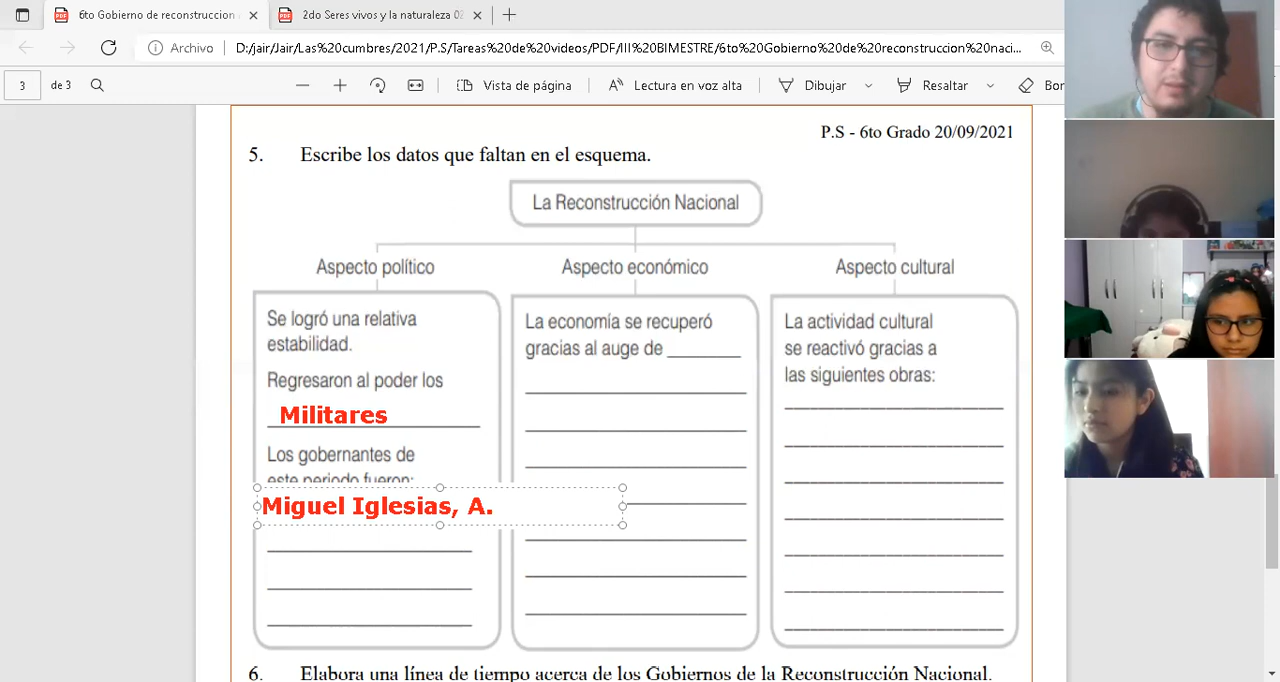 6to Gobierno de reconstruccion
2do Seres vivos y la naturaleza 02
Archivo
D:/jair/Jair/Las%20cumbres/2021/P.S/Tareas%20de%20videos/PDF/III%20BIMESTRE/6to%20Gobierno%20de%20reconstruccion%20naci...
3
de 3
Vista de página
Lectura en voz alta
Dibujar
Resaltar
Bor
P.S - 6to Grado 20/09/2021
5. Escribe los datos que faltan en el esquema.
La Reconstrucción Nacional
Aspecto político
Se logró una relativa
estabilidad.
Regresaron al poder los
Militares
Los gobernantes de
este periodo fueron:
Miguel Iglesias, A.
Aspecto económico
La economía se recuperó
gracias al auge de
Aspecto cultural
La actividad cultural
se reactivó gracias a
las siguientes obras:
6. Elabora una línea de tiempo acerca de los Gobiernos de la Reconstrucción Nacional.